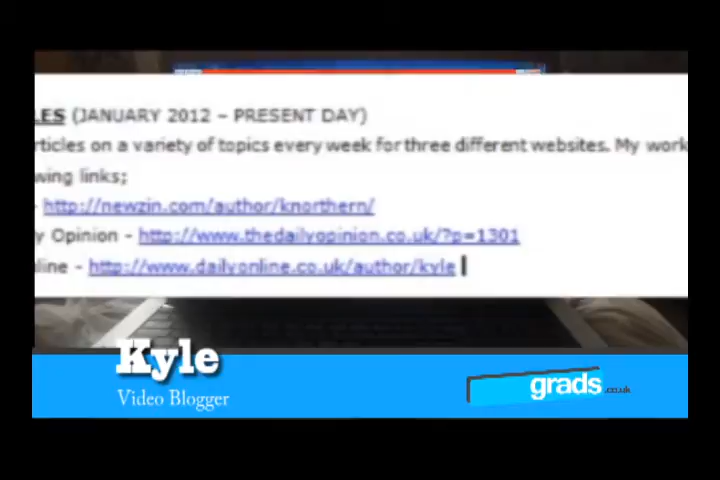 LES (JANUARY 2012 – PRESENT DAY)
rticles on a variety of topics every week for three different websites. My work
wing links;
- http://newzin.com/author/knorthern/
y Opinion - http://www.thedailyopinion.co.uk/?p=1301
nline - http://www.dailyonline.co.uk/author/kyle
Kyle
Video Blogger
grads.co.uk